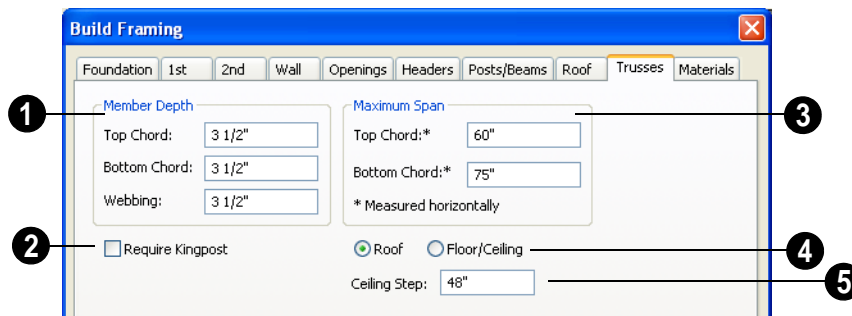 Build Framing
Foundation 1st 2nd Wall Openings Headers Posts/Beams Roof Trusses Materials
1 Member Depth Maximum Span 3
Top Chord: 3 1/2" Top Chord:* 60"
Bottom Chord: 3 1/2" Bottom Chord:* 75"
Webbing: 3 1/2" * Measured horizontally
2 Require Kingpost Roof Floor/Ceiling 4
Ceiling Step: 48" 5